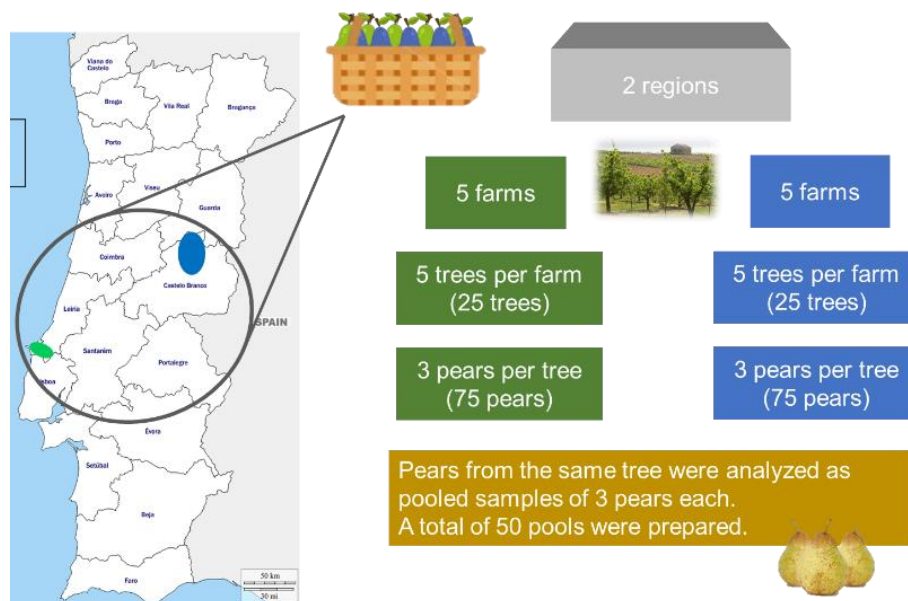 Viana do
Castelo
Braga
Vila Real
Bragança
Porto
Aveiro
Viseu
Guarda
Coimbra
Castelo Branco
Leiria
SPAIN
Santarém
Portalegre
Évora
Setúbal
Beja
Faro
50 km
30 mi
2 regions
5 farms
5 farms
5 trees per farm
(25 trees)
5 trees per farm
(25 trees)
3 pears per tree
(75 pears)
3 pears per tree
(75 pears)
Pears from the same tree were analyzed as
pooled samples of 3 pears each.
A total of 50 pools were prepared.